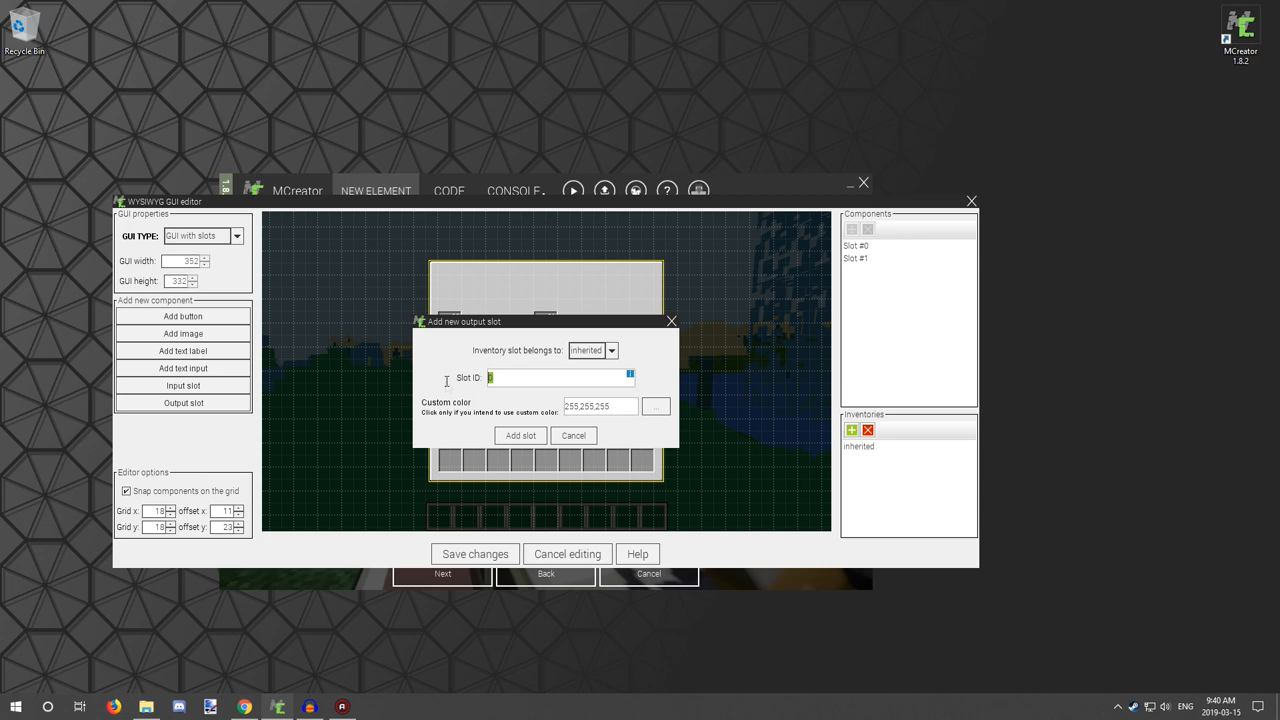 Recycle Bin
MCreator
1.8.2
1.8
MCreator
NEW ELEMENT
CODE
CONSOLE
WYSIWYG GUI editor
GUI properties
GUI TYPE:
GUI with slots
GUI width:
352
GUI height:
332
Add new component
Add button
Add image
Add text label
Add text input
Input slot
Output slot
Editor options
Snap components on the grid
Grid x:
18
offset x:
11
Grid y:
18
offset y:
23
Add new output slot
Inventory slot belongs to:
inherited
Slot ID:
0
Custom color
Click only if you intend to use custom color:
255,255,255
...
Add slot
Cancel
Components
Slot #0
Slot #1
Inventories
inherited
Save changes
Cancel editing
Help
Next
Back
Cancel
ENG
9:40 AM
2019-03-15